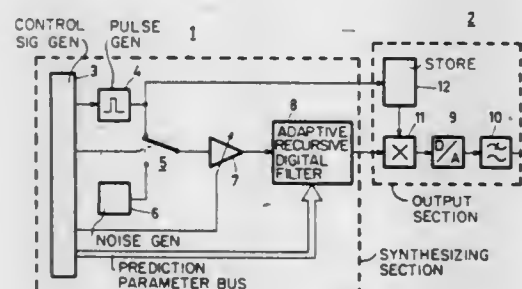 CONTROL
SIG GEN
PULSE
GEN
1
2
3
4
STORE
12
8
ADAPTIVE
RECURSIVE
DIGITAL
FILTER
11
9
10
D/A
5
7
6
NOISE GEN
OUTPUT
SECTION
SYNTHESIZING
SECTION
PREDICTION
PARAMETER BUS